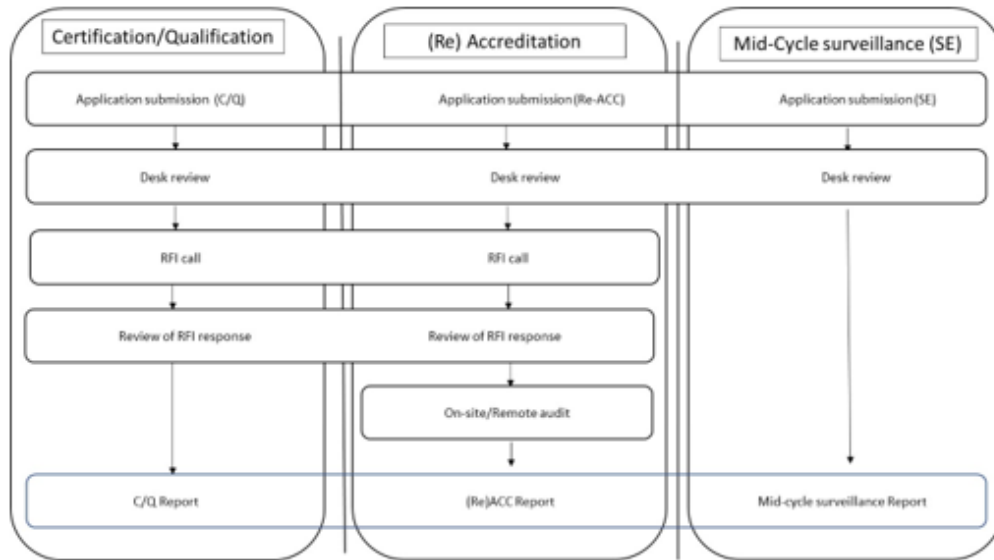 Certification/Qualification
(Re) Accreditation
Mid-Cycle surveillance (SE)
Application submission (C/Q)
Application submission (Re-ACC)
Application submission (SE)
Desk review
Desk review
Desk review
RFI call
RFI call
Review of RFI response
Review of RFI response
On-site/Remote audit
C/Q Report
(Re)ACC Report
Mid-cycle surveillance Report